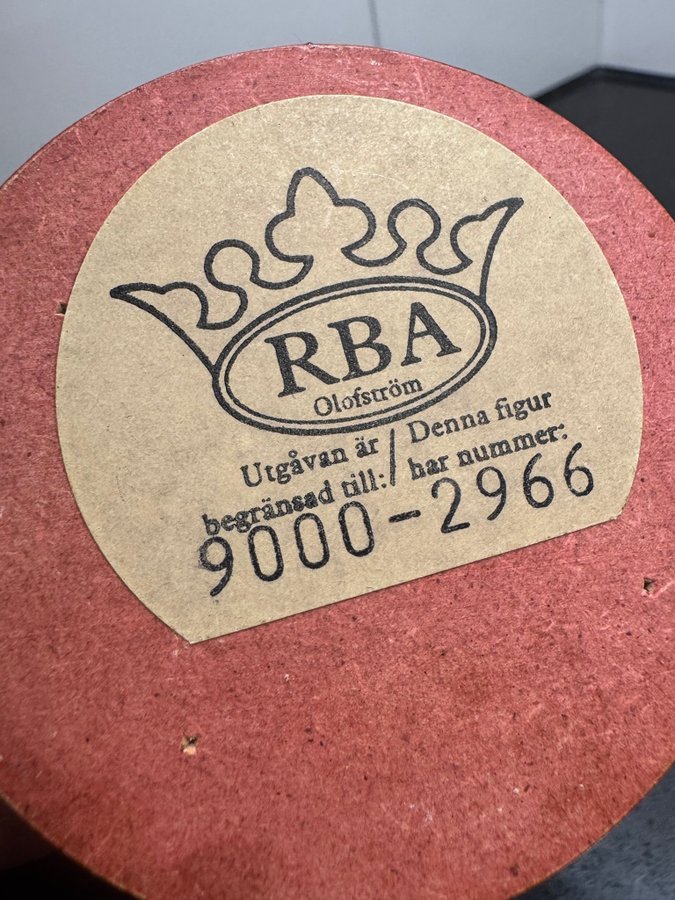 RBA
Olofström
Utgåvan är / Denna figur
begränsad till: / har nummer:
9000-2966